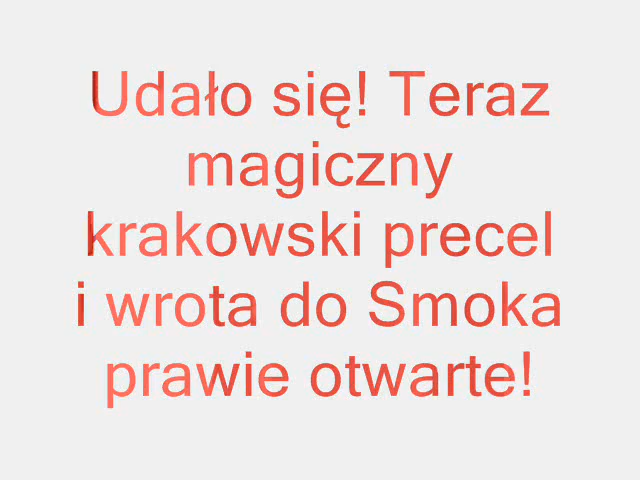 Udało się! Teraz
magiczny
krakowski precel
i wrota do Smoka
prawie otwarte!